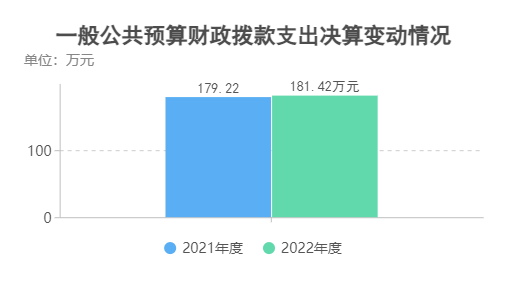 一般公共预算财政拨款支出决算变动情况
单位：万元
179.22
181.42万元
100
0
2021年度
2022年度